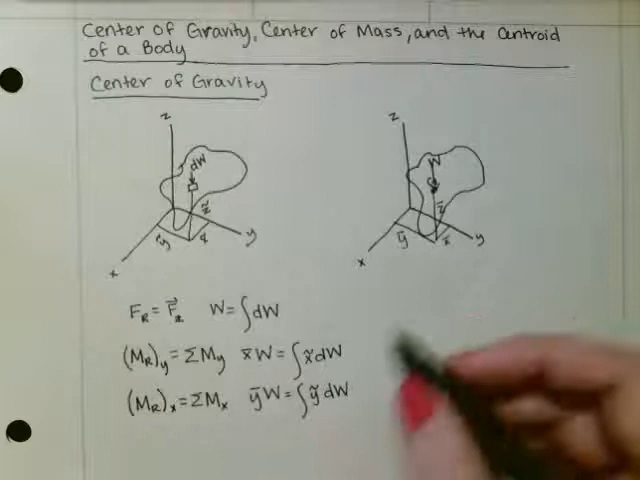 Center of Gravity, Center of Mass, and the Centroid
of a Body
Center of Gravity
z
dW
z̃
y
ỹ
x̃
x
z
W
z̄
y
ȳ
x̄
x
F_R = F⃗_z W = ∫dW
(M_R)_y = ΣM_y x̄W = ∫x̃dW
(M_R)_x = ΣM_x ȳW = ∫ỹdW